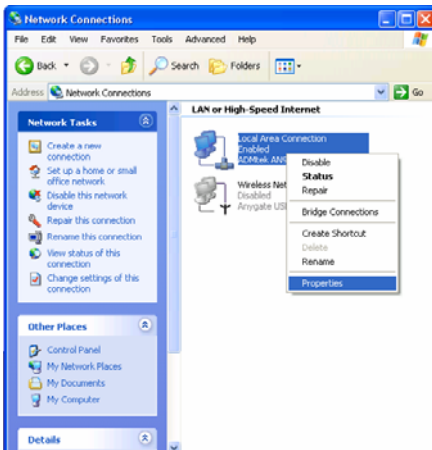 Network Connections
File Edit View Favorites Tools Advanced Help
Back Search Folders
Address Network Connections Go
Network Tasks
Create a new
connection
Set up a home or small
office network
Disable this network
device
Repair this connection
Rename this connection
View status of this
connection
Change settings of this
connection
Other Places
Control Panel
My Network Places
My Documents
My Computer
Details
LAN or High-Speed Internet
Local Area Connection
Enabled
ADMtek
Wireless Net
Disabled
Anygate US
Disable
Status
Repair
Bridge Connections
Create Shortcut
Delete
Rename
Properties